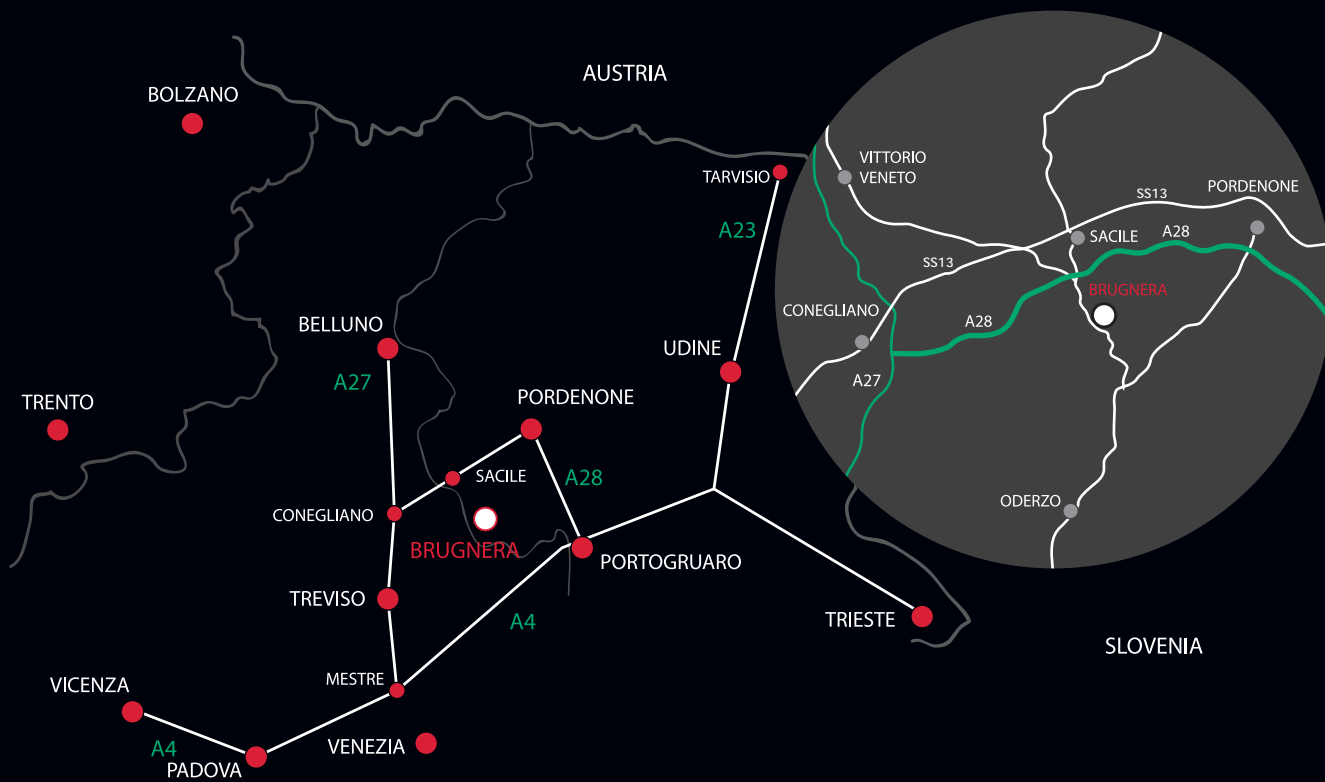 AUSTRIA
BOLZANO
TARVISIO
A23
BELLUNO
A27
UDINE
PORDENONE
TRENTO
SACILE
A28
CONEGLIANO
BRUGNERA
PORTOGRUARO
TREVISO
A4
TRIESTE
MESTRE
VICENZA
A4
VENEZIA
PADOVA
SLOVENIA
VITTORIO
VENETO
PORDENONE
SS13
SACILE
A28
SS13
BRUGNERA
CONEGLIANO
A28
A27
ODERZO